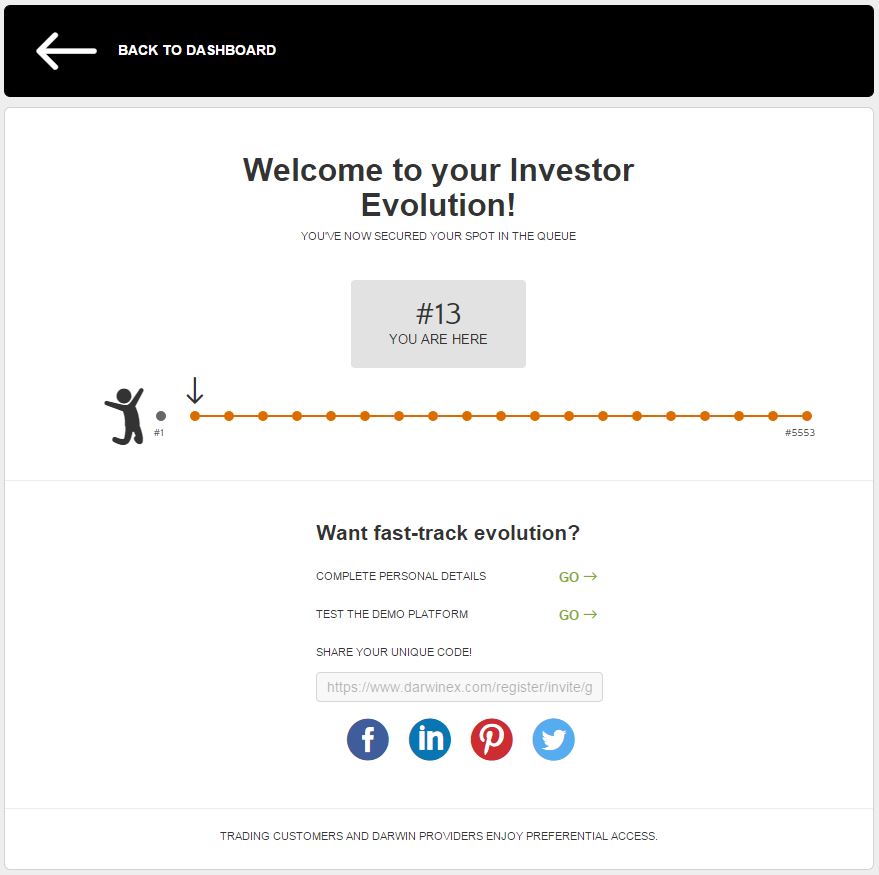 BACK TO DASHBOARD
Welcome to your Investor
Evolution!
YOU'VE NOW SECURED YOUR SPOT IN THE QUEUE
#13
YOU ARE HERE
#1
#5553
Want fast-track evolution?
COMPLETE PERSONAL DETAILS GO →
TEST THE DEMO PLATFORM GO →
SHARE YOUR UNIQUE CODE!
https://www.darwinex.com/register/invite/g
f in
TRADING CUSTOMERS AND DARWIN PROVIDERS ENJOY PREFERENTIAL ACCESS.